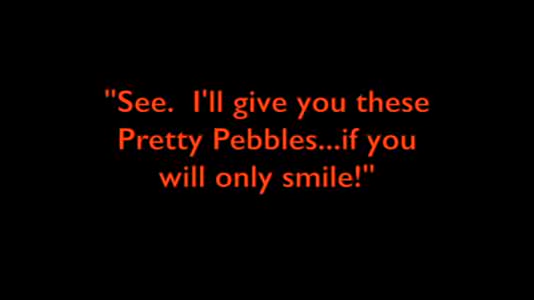 "See.  I'll give you these
Pretty Pebbles...if you
will only smile!"